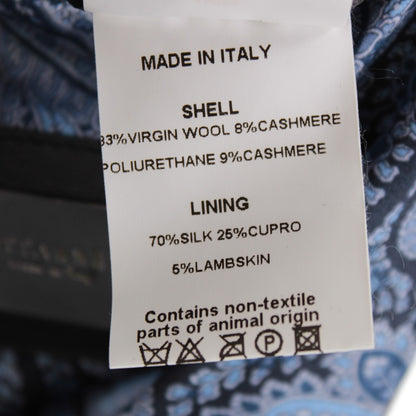 MADE IN ITALY
SHELL
83%VIRGIN WOOL 8%CASHMERE
POLIURETHANE 9%CASHMERE
LINING
70%SILK 25%CUPRO
5%LAMBSKIN
Contains non-textile
parts of animal origin
P